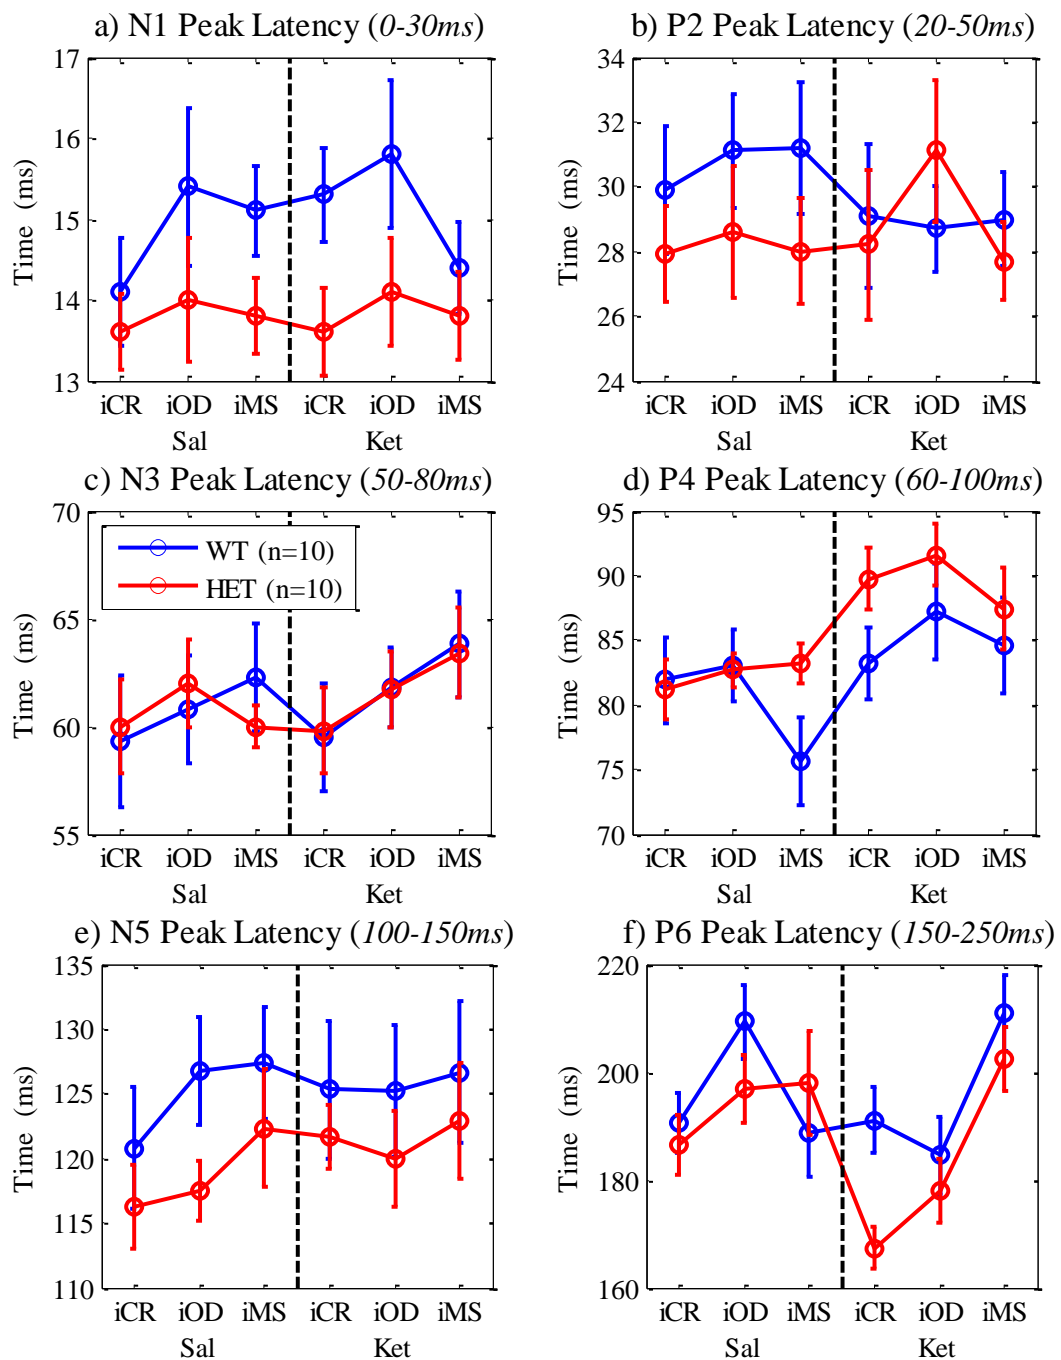 a) N1 Peak Latency (0-30ms)
17
16
15
14
13
Time (ms)
iCR iOD iMS iCR iOD iMS
Sal Ket
b) P2 Peak Latency (20-50ms)
34
32
30
28
26
24
Time (ms)
iCR iOD iMS iCR iOD iMS
Sal Ket
c) N3 Peak Latency (50-80ms)
70
65
60
55
Time (ms)
WT (n=10)
HET (n=10)
iCR iOD iMS iCR iOD iMS
Sal Ket
d) P4 Peak Latency (60-100ms)
95
90
85
80
75
70
Time (ms)
iCR iOD iMS iCR iOD iMS
Sal Ket
e) N5 Peak Latency (100-150ms)
135
130
125
120
115
110
Time (ms)
iCR iOD iMS iCR iOD iMS
Sal Ket
f) P6 Peak Latency (150-250ms)
220
200
180
160
Time (ms)
iCR iOD iMS iCR iOD iMS
Sal Ket